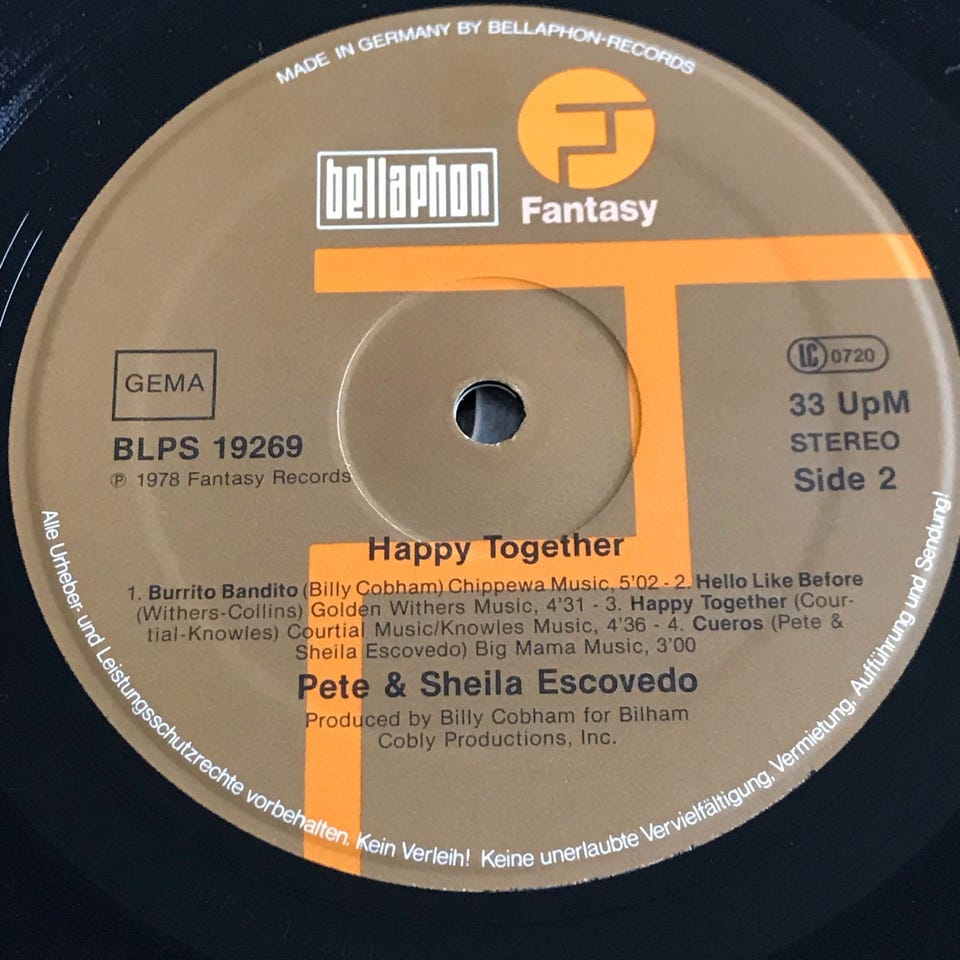 MADE IN GERMANY BY BELLAPHON-RECORDS
bellaphon
Fantasy
GEMA
LC 0720
BLPS 19269
33 UpM
℗ 1978 Fantasy Records
STEREO
Side 2
Happy Together
1. Burrito Bandito (Billy Cobham) Chippewa Music, 5'02 - 2. Hello Like Before
(Withers-Collins) Golden Withers Music, 4'31 - 3. Happy Together (Cour-
tial-Knowles) Courtial Music/Knowles Music, 4'36 - 4. Cueros (Pete &
Sheila Escovedo) Big Mama Music, 3'00
Pete & Sheila Escovedo
Produced by Billy Cobham for Bilham
Cobly Productions, Inc.
Alle Urheber- und Leistungsschutzrechte vorbehalten. Kein Verleih! Keine unerlaubte Vervielfältigung, Vermietung, Aufführung und Sendung!